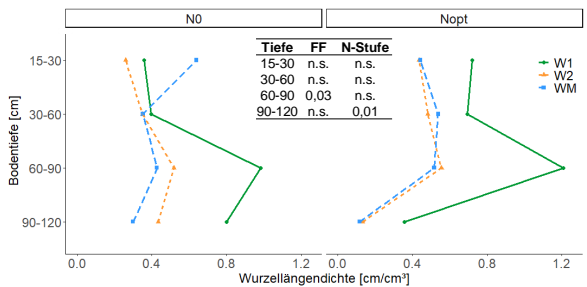 N0 Nopt
Tiefe FF N-Stufe
15-30 n.s. n.s.
30-60 n.s. n.s.
60-90 0,03 n.s.
90-120 n.s. 0,01
W1
W2
WM
Bodentiefe [cm]
15-30
30-60
60-90
90-120
0.0 0.4 0.8 1.2 0.0 0.4 0.8 1.2
Wurzellängendichte [cm/cm³]